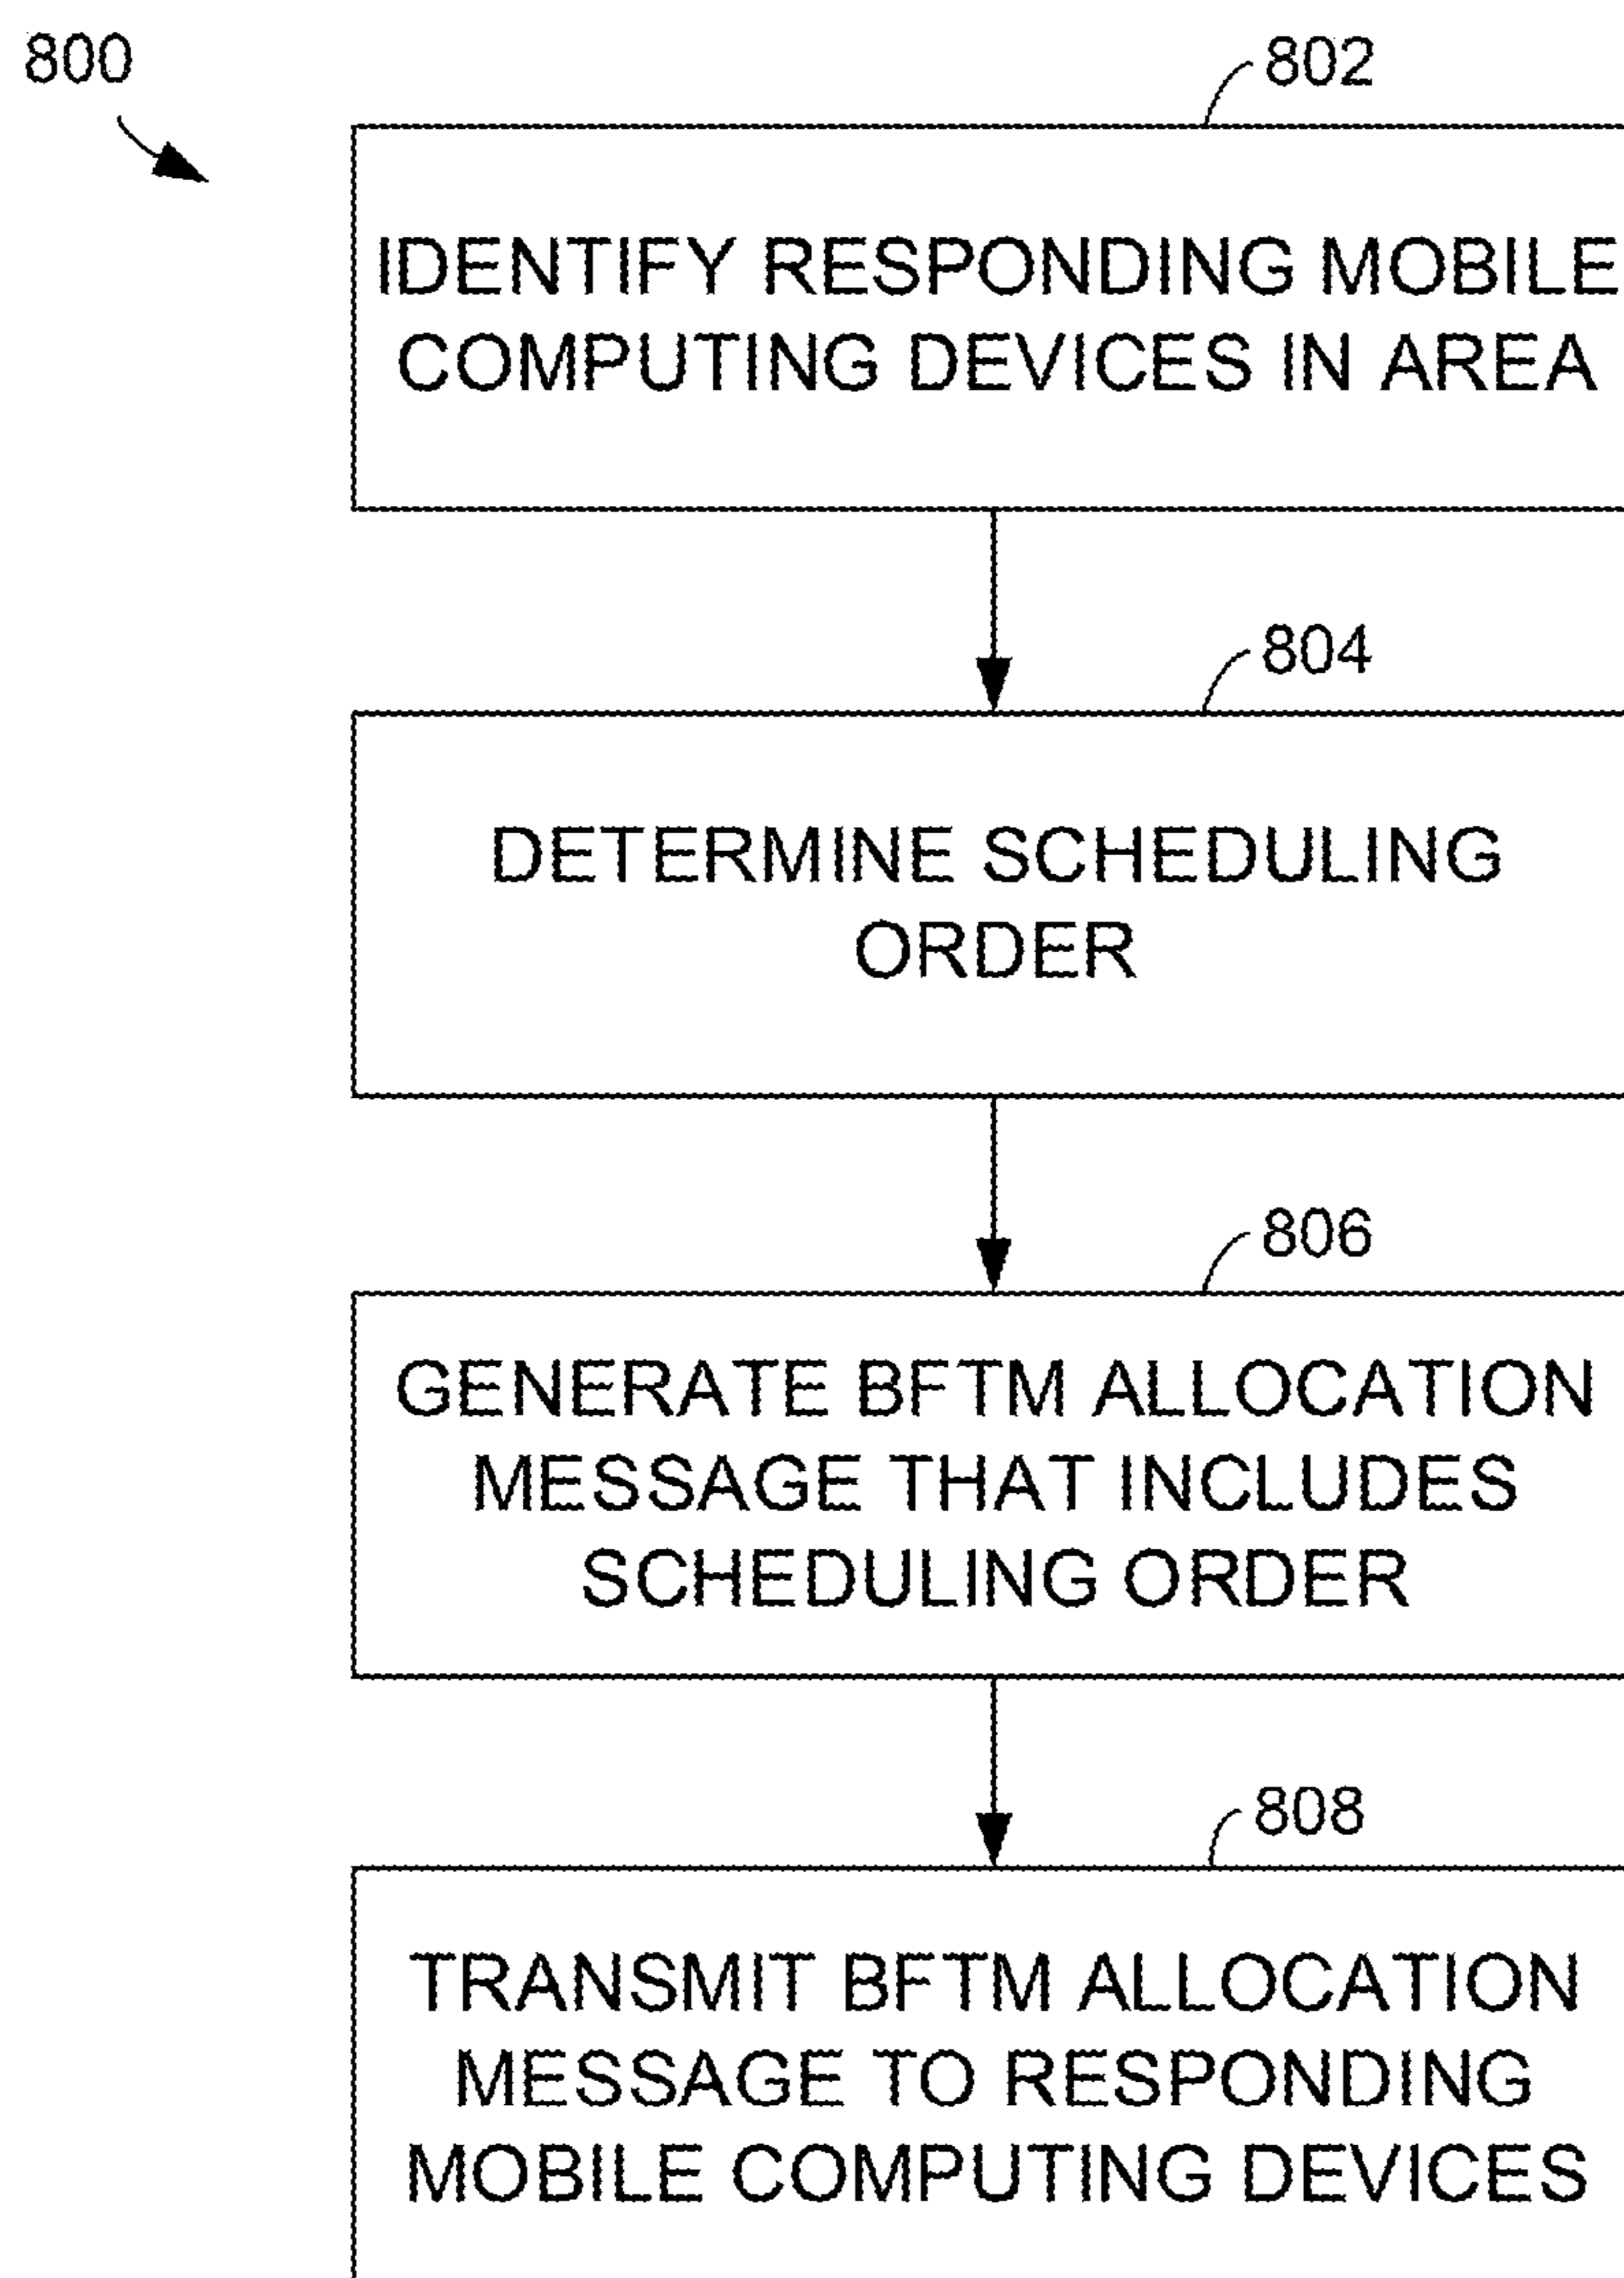 800
802
IDENTIFY RESPONDING MOBILE
COMPUTING DEVICES IN AREA
804
DETERMINE SCHEDULING
ORDER
806
GENERATE BFTM ALLOCATION
MESSAGE THAT INCLUDES
SCHEDULING ORDER
808
TRANSMIT BFTM ALLOCATION
MESSAGE TO RESPONDING
MOBILE COMPUTING DEVICES